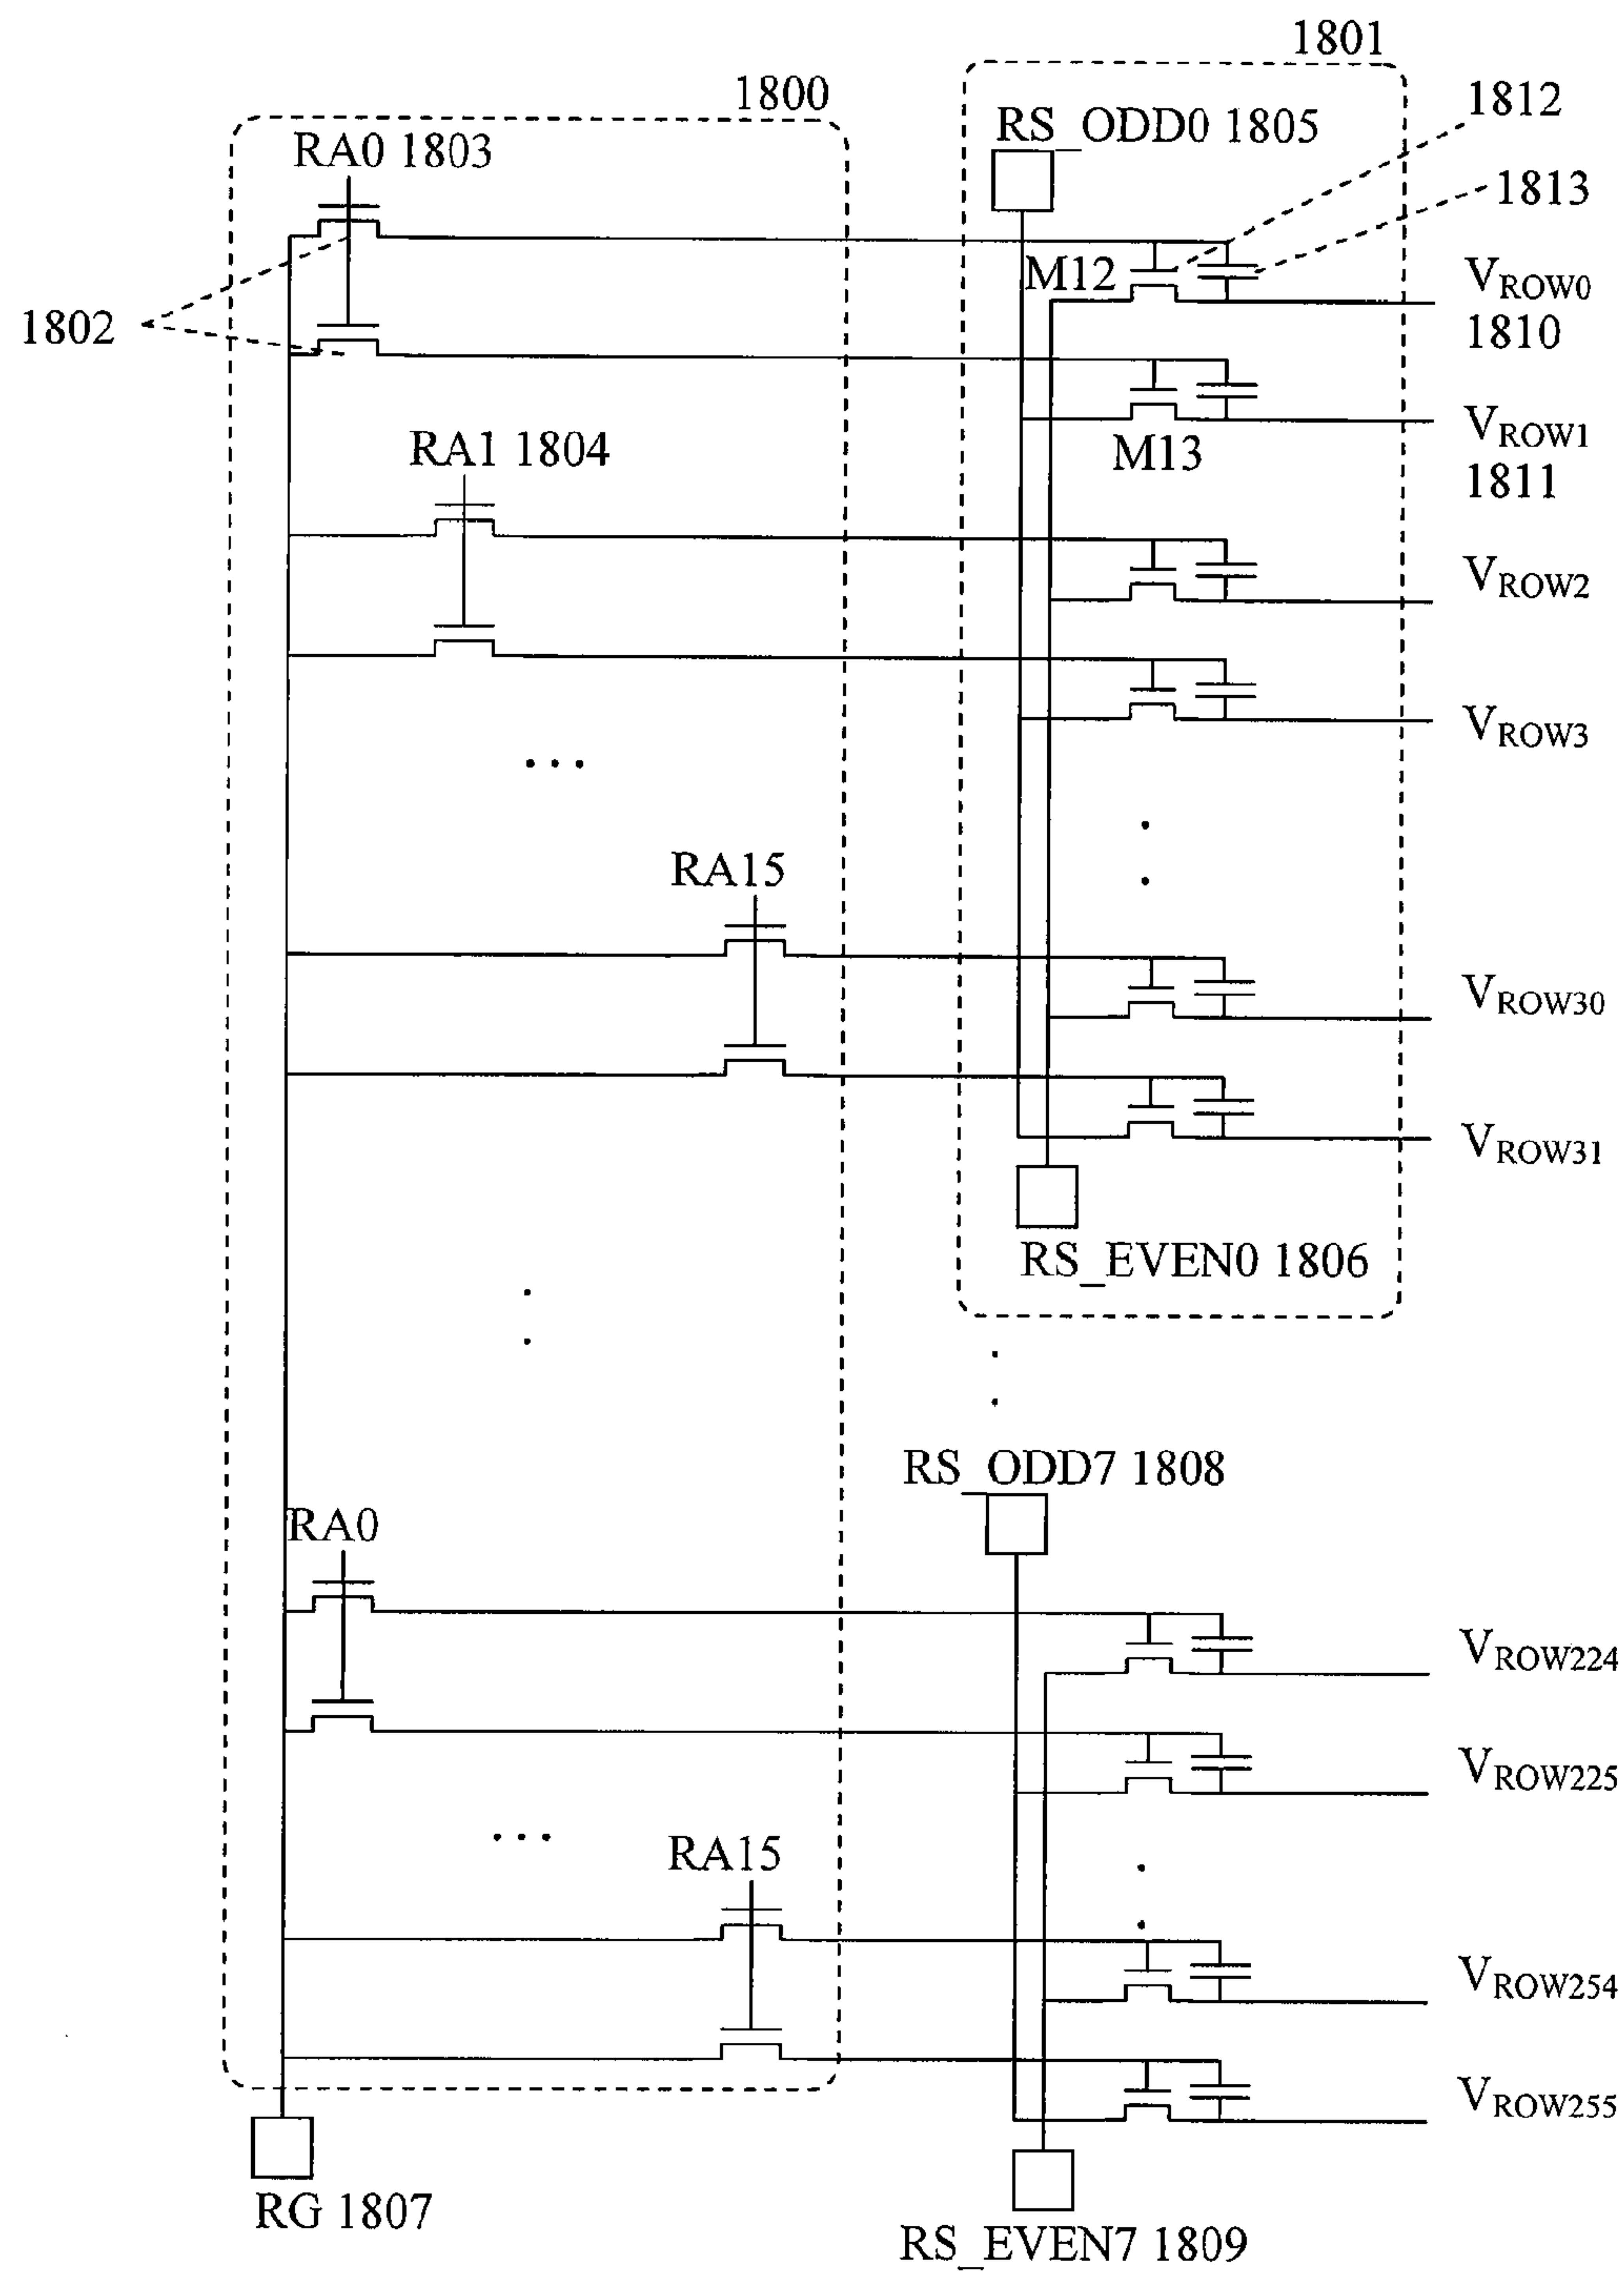 1801
1800
1812
RS_ODD0 1805
RA0 1803
1813
M12
VROW0
1802
1810
VROW1
RA1 1804
M13
1811
VROW2
VROW3
...
RA15
VROW30
VROW31
RS_EVEN0 1806
RS_ODD7 1808
RA0
VROW224
VROW225
...
RA15
VROW254
VROW255
RG 1807
RS_EVEN7 1809